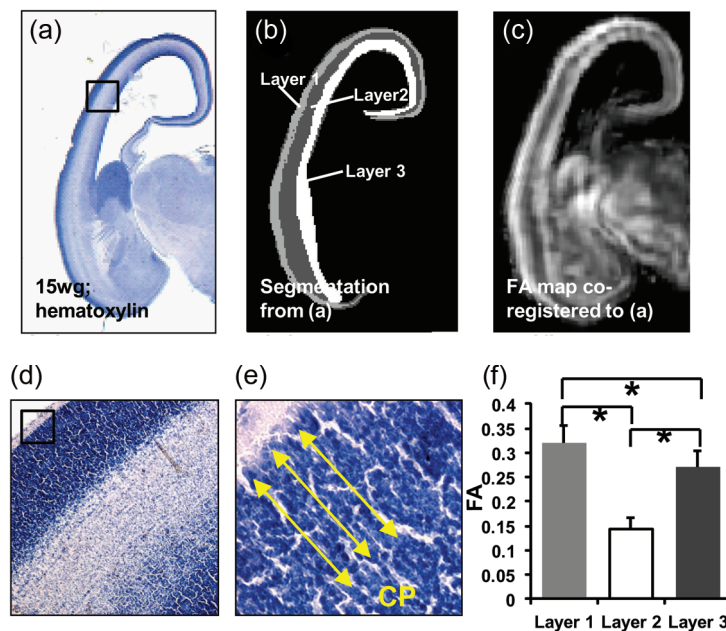 (a)
15wg;
hematoxylin
(b)
Layer 1
Layer2
Layer 3
Segmentation
from (a)
(c)
FA map co-
registered to (a)
(d)
(e)
CP
(f)
*
*
*
0.4
0.35
0.3
0.25
0.2
0.15
0.1
0.05
0
FA
Layer 1 Layer 2 Layer 3